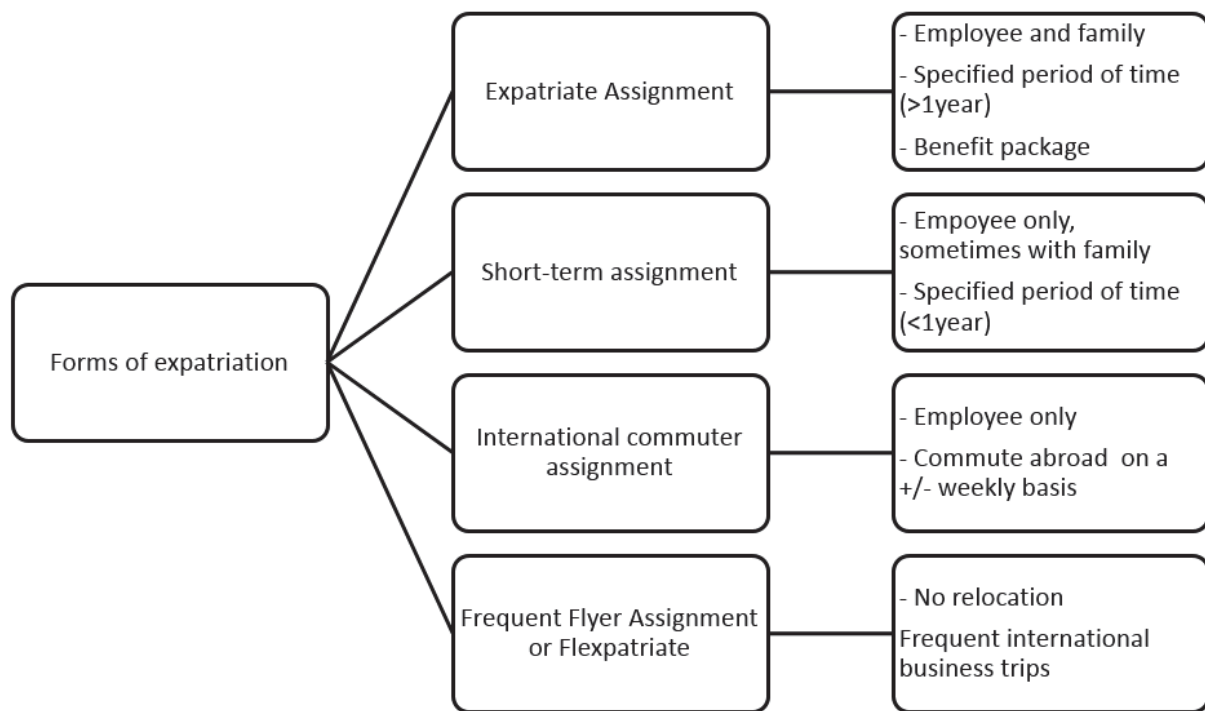 Forms of expatriation
Expatriate Assignment
- Employee and family
- Specified period of time
(>1year)
- Benefit package
Short-term assignment
- Empoyee only,
sometimes with family
- Specified period of time
(<1year)
International commuter
assignment
- Employee only
- Commute abroad  on a
+/- weekly basis
Frequent Flyer Assignment
or Flexpatriate
- No relocation
Frequent international
business trips